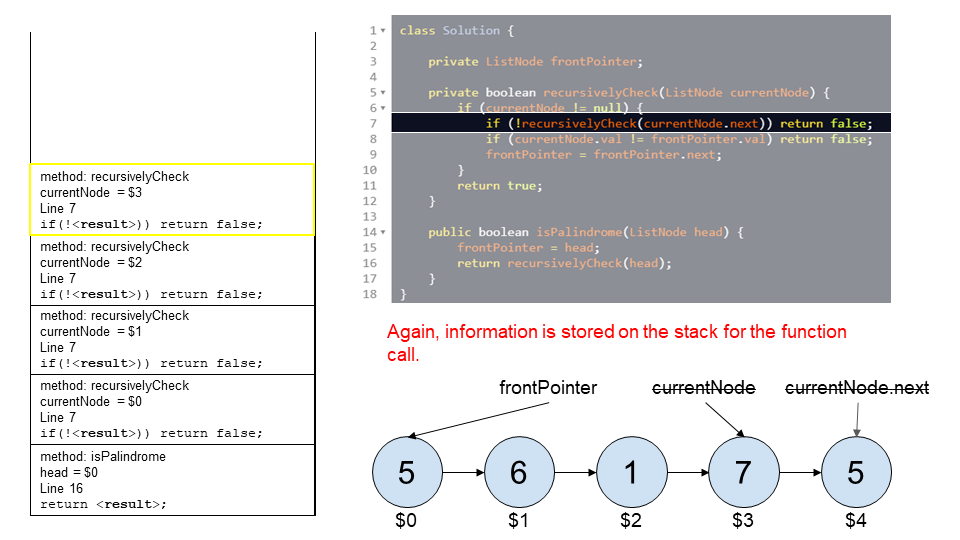 method: recursivelyCheck
currentNode = $3
Line 7
if(!<result>)) return false;
method: recursivelyCheck
currentNode = $2
Line 7
if(!<result>)) return false;
method: recursivelyCheck
currentNode = $1
Line 7
if(!<result>)) return false;
method: recursivelyCheck
currentNode = $0
Line 7
if(!<result>)) return false;
method: isPalindrome
head = $0
Line 16
return <result>;
1 class Solution {
2
3 private ListNode frontPointer;
4
5 private boolean recursivelyCheck(ListNode currentNode) {
6 if (currentNode != null) {
7 if (!recursivelyCheck(currentNode.next)) return false;
8 if (currentNode.val != frontPointer.val) return false;
9 frontPointer = frontPointer.next;
10 }
11 return true;
12 }
13
14 public boolean isPalindrome(ListNode head) {
15 frontPointer = head;
16 return recursivelyCheck(head);
17 }
18 }
Again, information is stored on the stack for the function
call.
frontPointer currentNode currentNode.next
5 6 1 7 5
$0 $1 $2 $3 $4